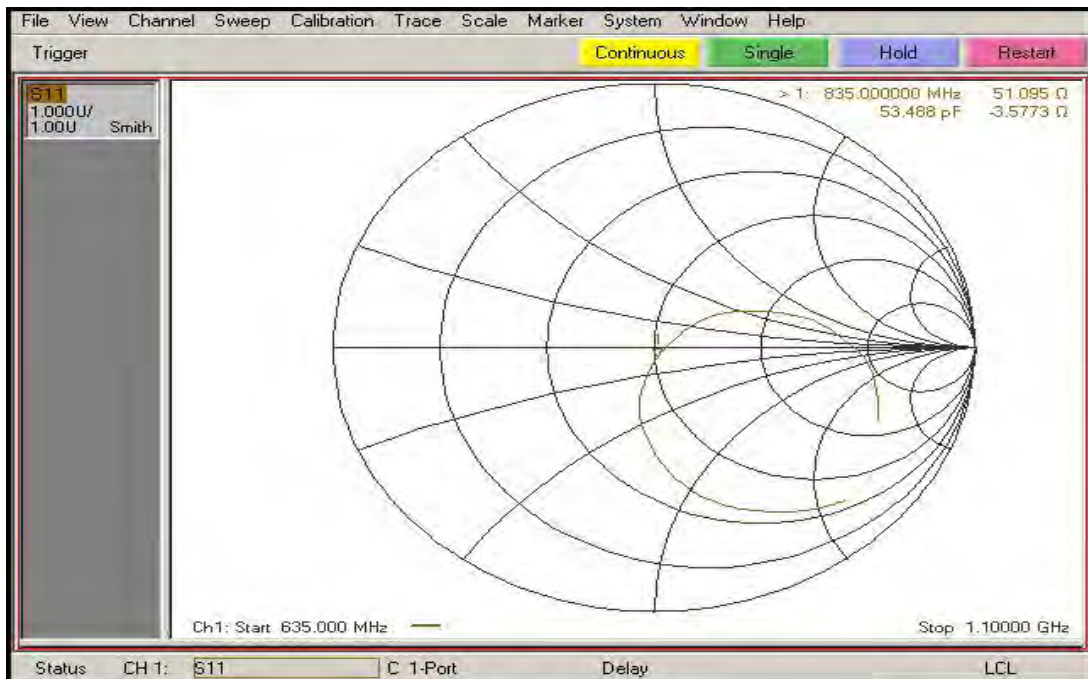 File View Channel Sweep Calibration Trace Scale Marker System Window Help
Trigger Continuous Single Hold Restart
S11
1.000U/
1.00U Smith
> 1: 835.000000 MHz 51.095 Ω
53.488 pF -3.5773 Ω
Ch1: Start 635.000 MHz
Stop 1.10000 GHz
Status CH 1: S11 C 1-Port Delay LCL